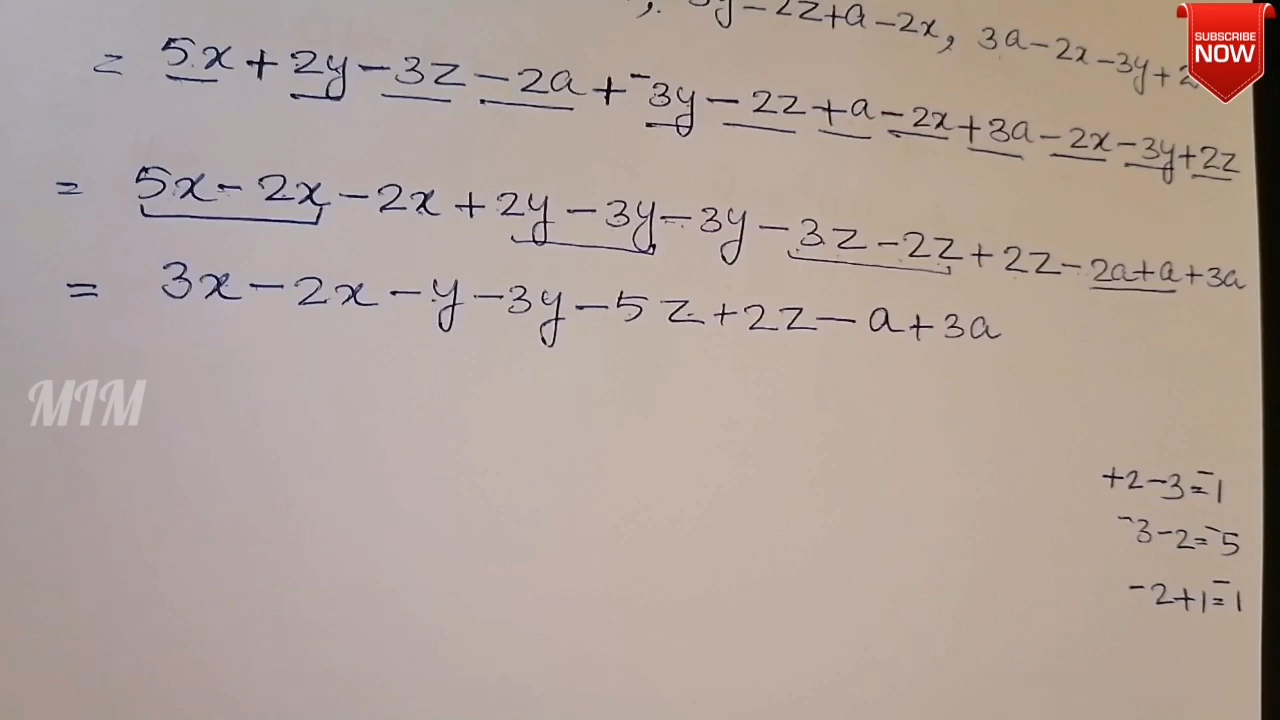 y - 2z + a - 2x, 3a - 2x - 3y + 2
SUBSCRIBE
NOW
= 5x + 2y - 3z - 2a + -3y - 2z + a - 2x + 3a - 2x - 3y + 2z
= 5x - 2x - 2x + 2y - 3y - 3y - 3z - 2z + 2z - 2a + a + 3a
= 3x - 2x - y - 3y - 5z + 2z - a + 3a
MIM
+2 - 3 = -1
-3 - 2 = -5
-2 + 1 = -1